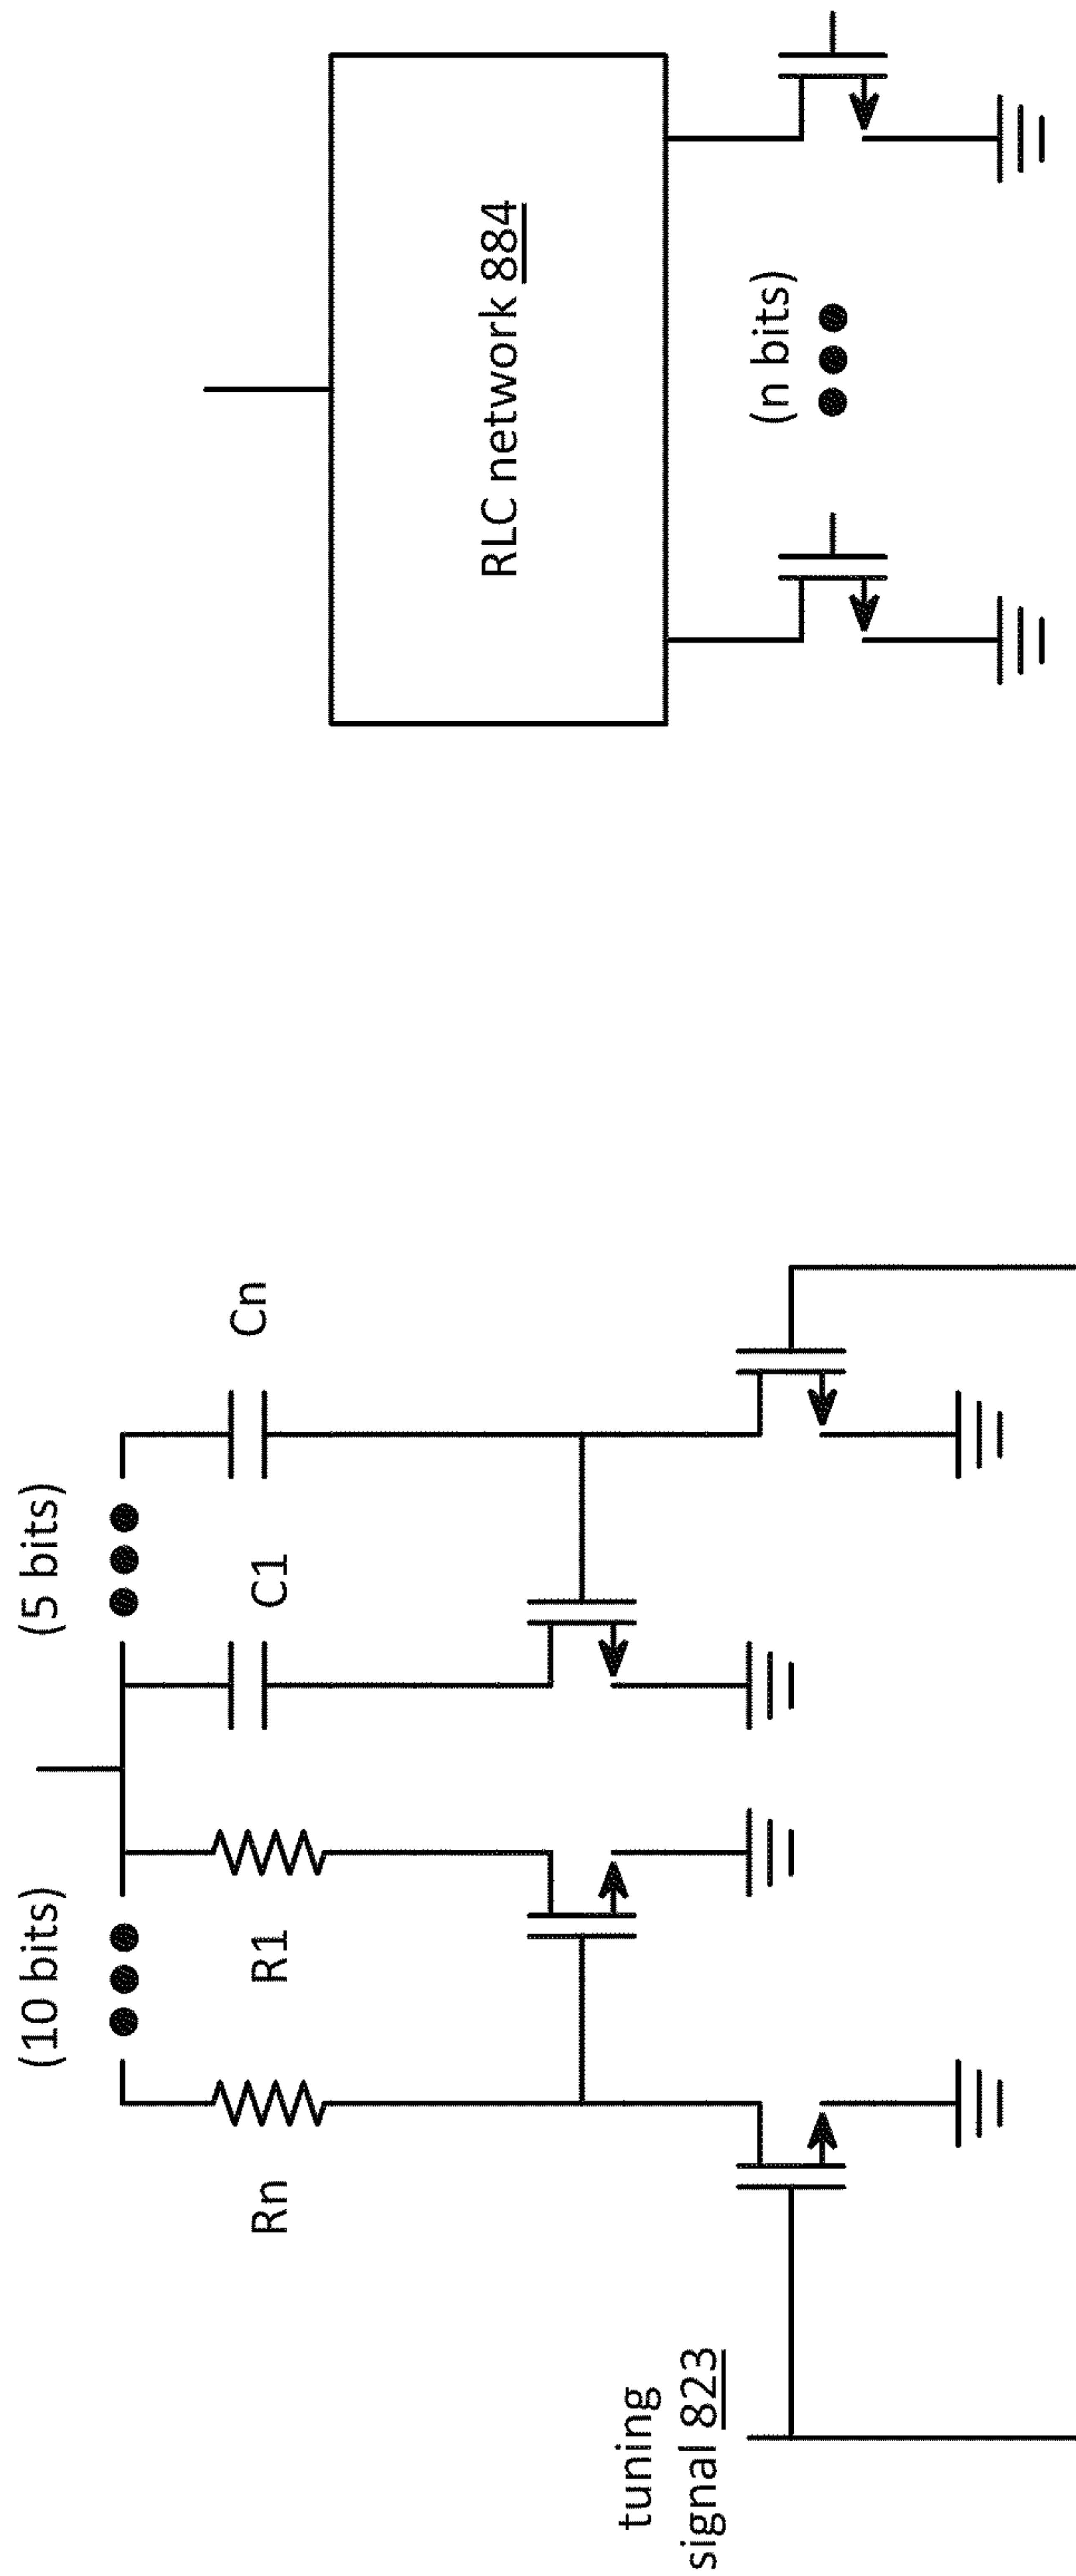 (10 bits)
(5 bits)
Rn
R1
C1
Cn
tuning
signal 823
RLC network 884
(n bits)